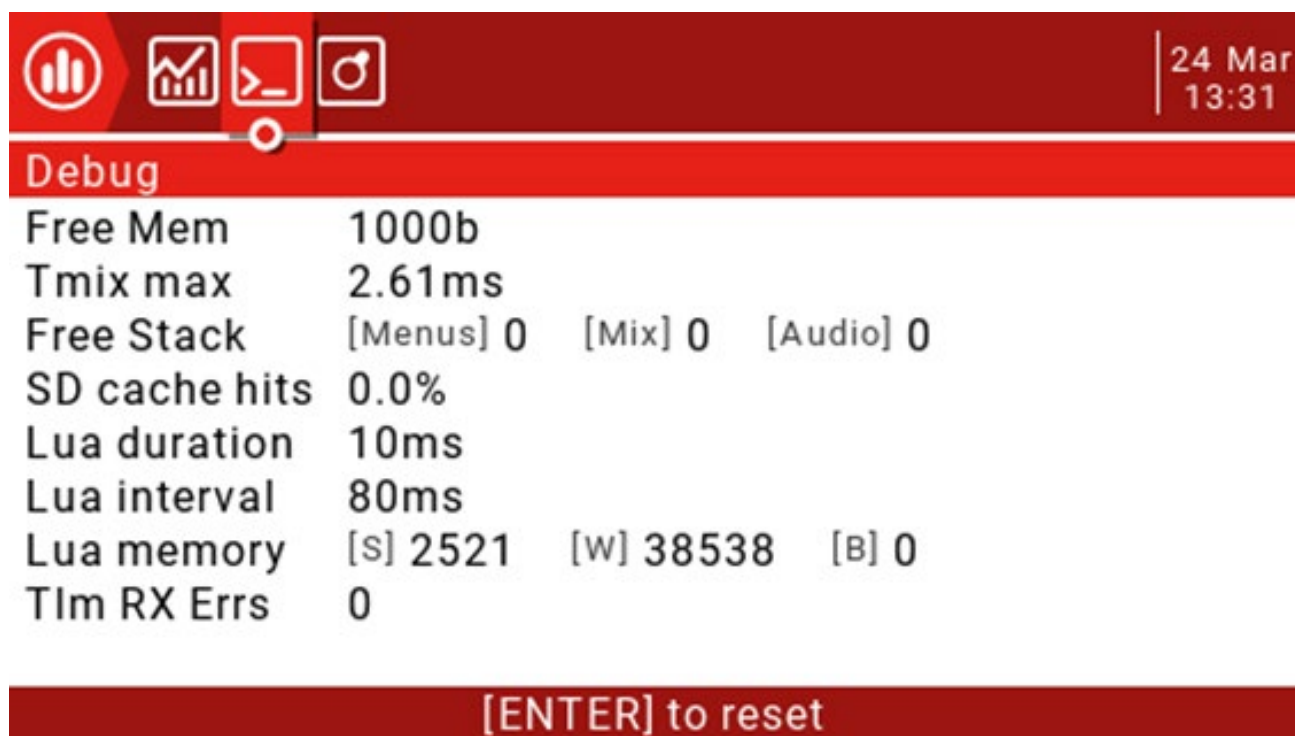 24 Mar
13:31
Debug
Free Mem 1000b
Tmix max 2.61ms
Free Stack [Menus] 0 [Mix] 0 [Audio] 0
SD cache hits 0.0%
Lua duration 10ms
Lua interval 80ms
Lua memory [S] 2521 [W] 38538 [B] 0
Tlm RX Errs 0
[ENTER] to reset